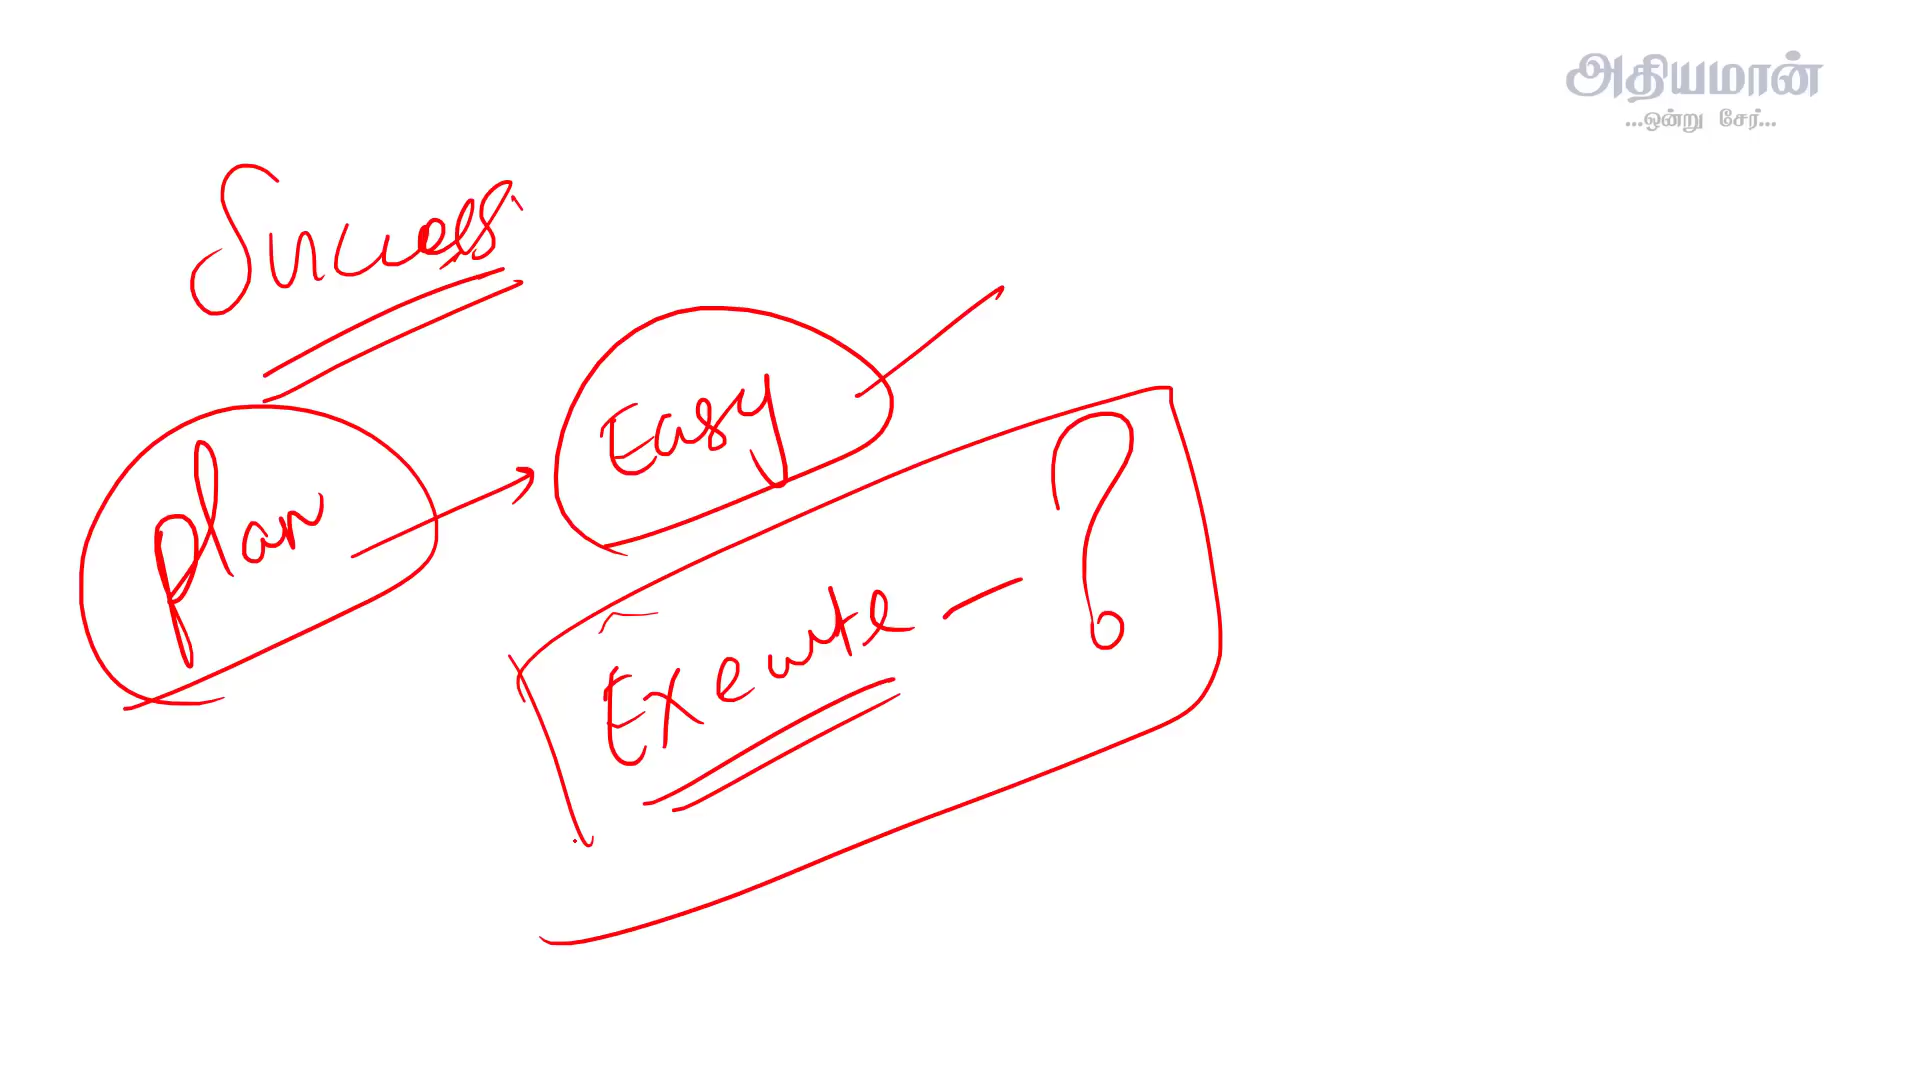 அதியமான்
...ஒன்று சேர்...
Success
Plan
Easy
Execute - ?